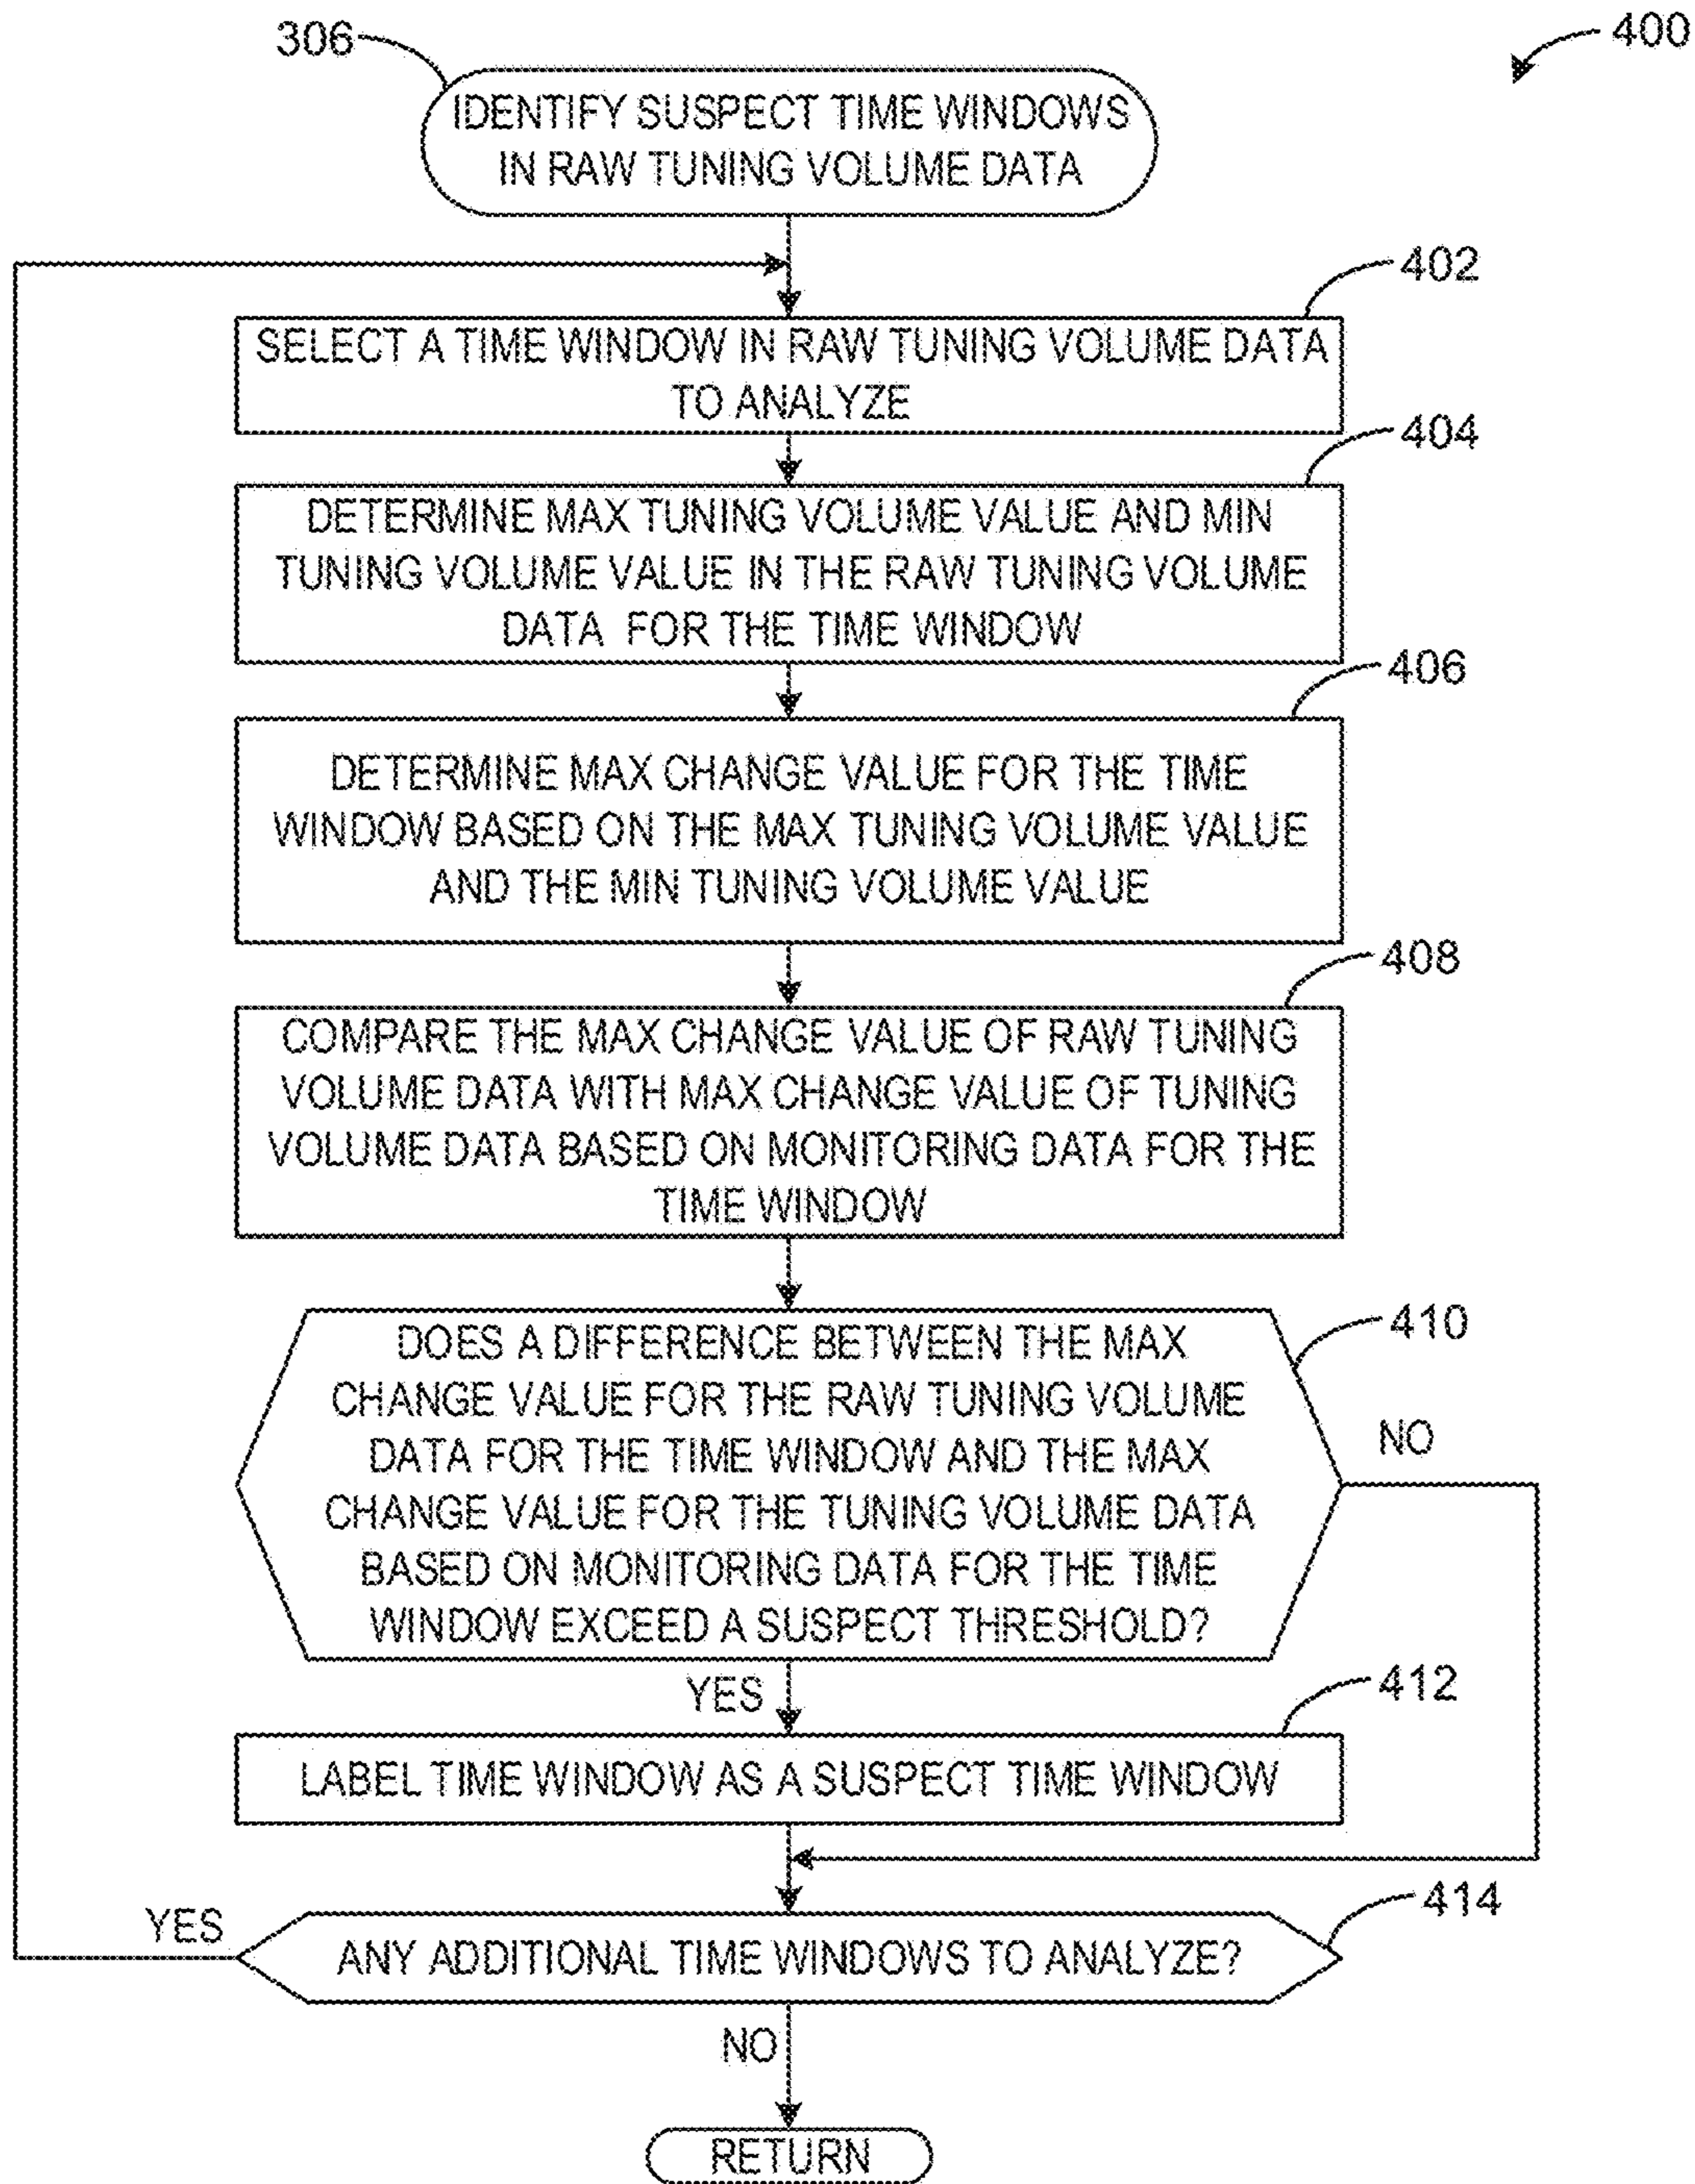 306
400
IDENTIFY SUSPECT TIME WINDOWS
IN RAW TUNING VOLUME DATA
402
SELECT A TIME WINDOW IN RAW TUNING VOLUME DATA
TO ANALYZE
404
DETERMINE MAX TUNING VOLUME VALUE AND MIN
TUNING VOLUME VALUE IN THE RAW TUNING VOLUME
DATA FOR THE TIME WINDOW
406
DETERMINE MAX CHANGE VALUE FOR THE TIME
WINDOW BASED ON THE MAX TUNING VOLUME VALUE
AND THE MIN TUNING VOLUME VALUE
408
COMPARE THE MAX CHANGE VALUE OF RAW TUNING
VOLUME DATA WITH MAX CHANGE VALUE OF TUNING
VOLUME DATA BASED ON MONITORING DATA FOR THE
TIME WINDOW
410
DOES A DIFFERENCE BETWEEN THE MAX
CHANGE VALUE FOR THE RAW TUNING VOLUME
DATA FOR THE TIME WINDOW AND THE MAX
CHANGE VALUE FOR THE TUNING VOLUME DATA
BASED ON MONITORING DATA FOR THE TIME
WINDOW EXCEED A SUSPECT THRESHOLD?
NO
YES
412
LABEL TIME WINDOW AS A SUSPECT TIME WINDOW
414
YES
ANY ADDITIONAL TIME WINDOWS TO ANALYZE?
NO
RETURN